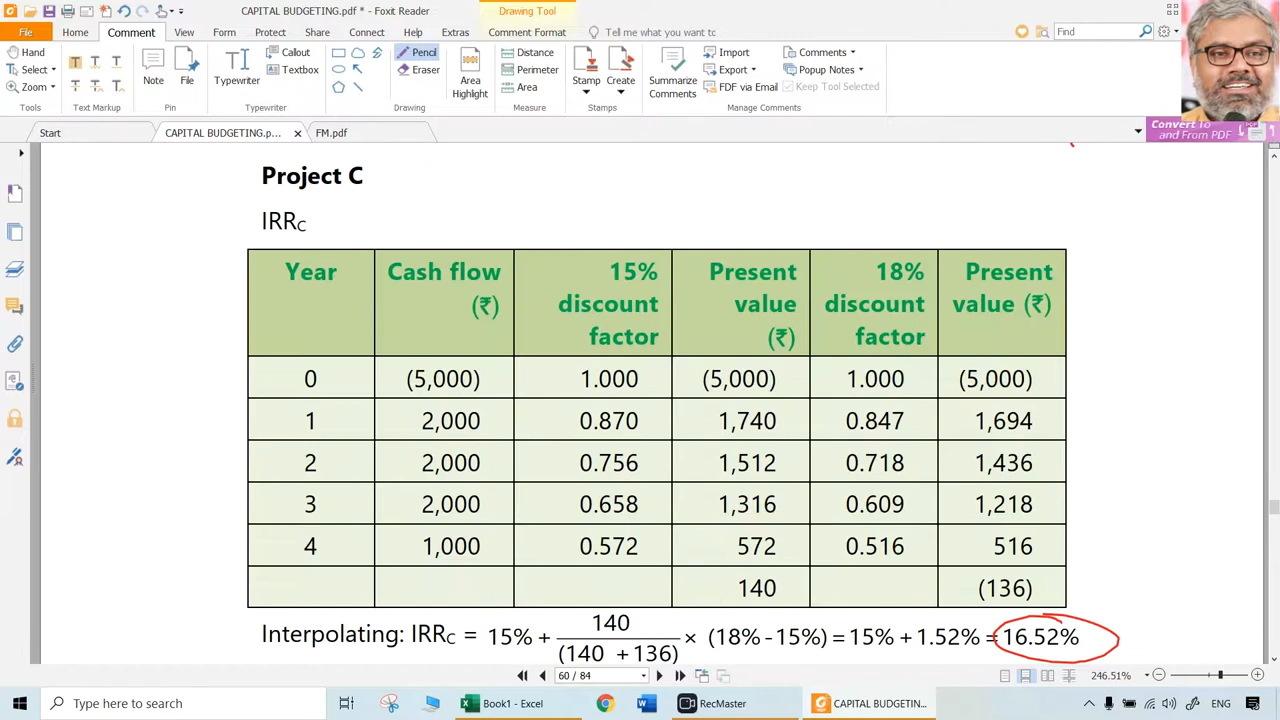 CAPITAL BUDGETING.pdf * - Foxit Reader
Drawing Tool
File Home Comment View Form Protect Share Connect Help Extras Comment Format Tell me what you want tc Find
Hand
Select
Zoom
Tools
T T T
T T T
Text Markup
Note
File
Pin
Typewriter
Callout
Textbox
Typewriter
Pencil
Eraser
Drawing
Area
Highlight
Distance
Perimeter
Area
Measure
Stamp
Create
Stamps
Summarize
Comments
Import
Export
FDF via Email
Comments
Popup Notes
Keep Tool Selected
Manage Comments
Start
CAPITAL BUDGETING.p...
FM.pdf
Convert To
and From PDF
Project C
IRRC
Year Cash flow (₹) 15% discount factor Present value (₹) 18% discount factor Present value (₹)
0 (5,000) 1.000 (5,000) 1.000 (5,000)
1 2,000 0.870 1,740 0.847 1,694
2 2,000 0.756 1,512 0.718 1,436
3 2,000 0.658 1,316 0.609 1,218
4 1,000 0.572 572 0.516 516
140 (136)
Interpolating: IRRC = 15% + 140 / (140 + 136) × (18% - 15%) = 15% + 1.52% = 16.52%
60 / 84
246.51%
Type here to search
Book1 - Excel
RecMaster
CAPITAL BUDGETIN...
ENG